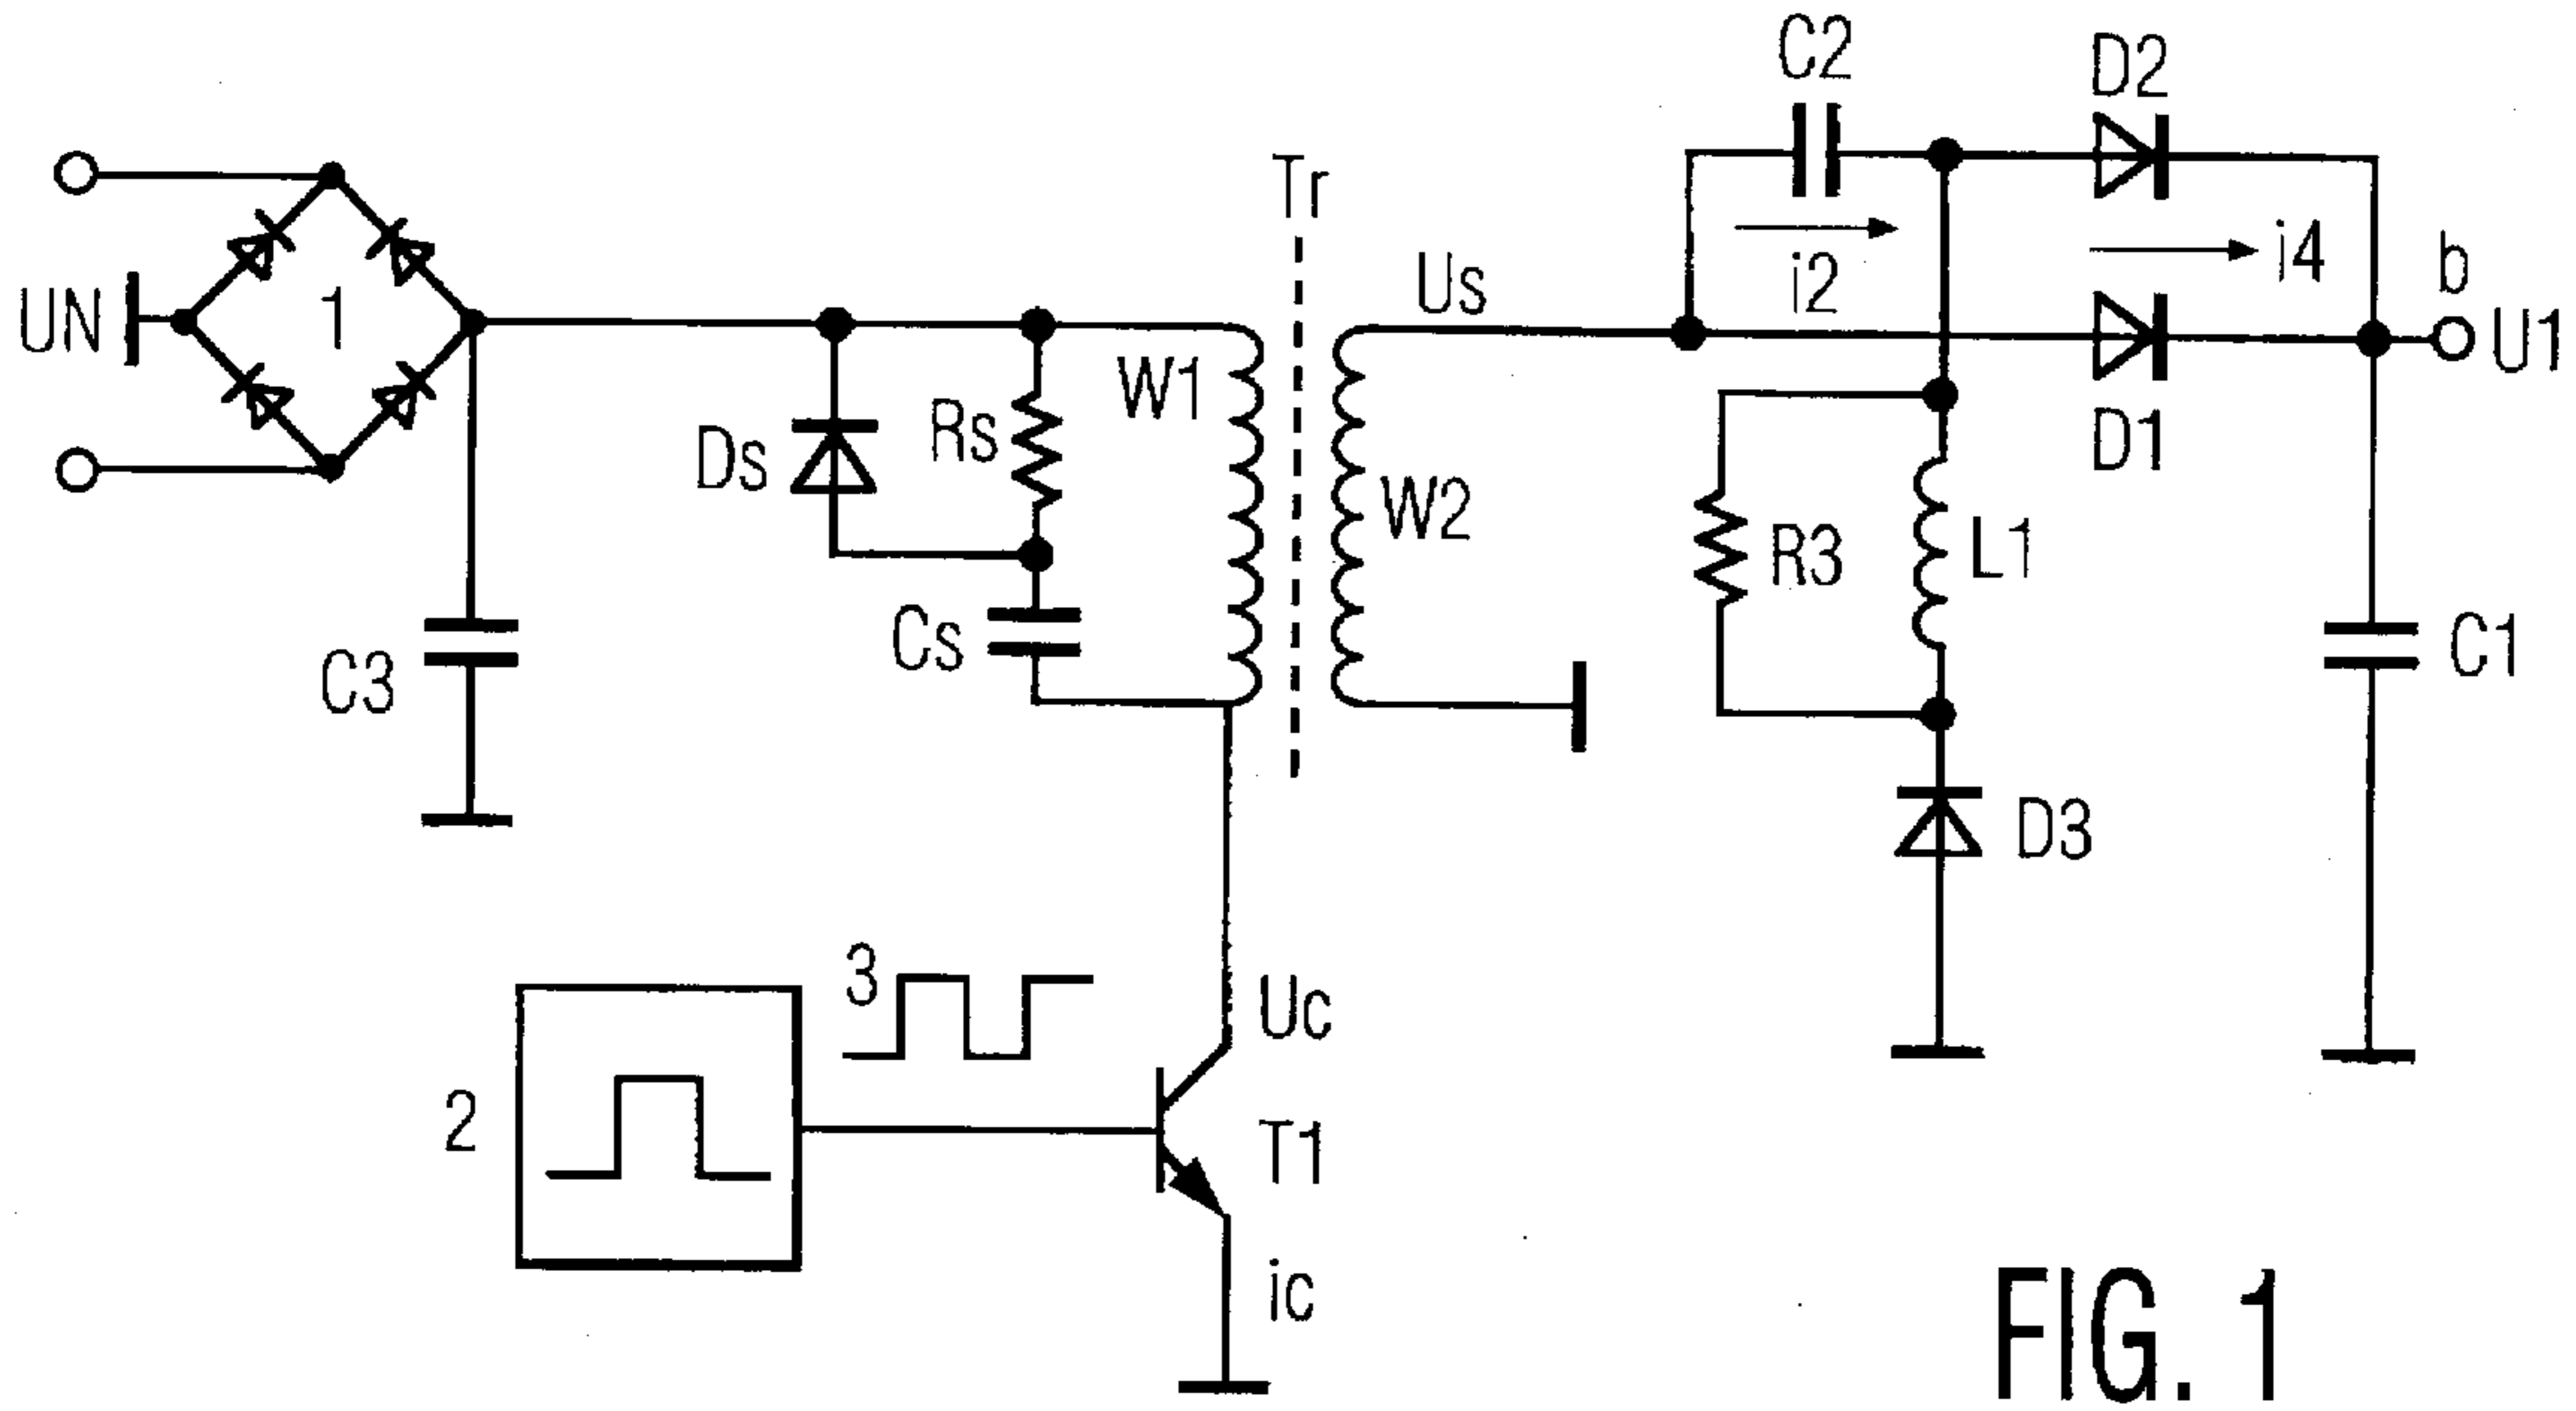 C2
D2
Tr
Us
i2
i4
b
UN
1
W1
U1
Ds
Rs
W2
D1
R3
L1
Cs
C3
C1
D3
3
Uc
2
T1
ic
FIG. 1